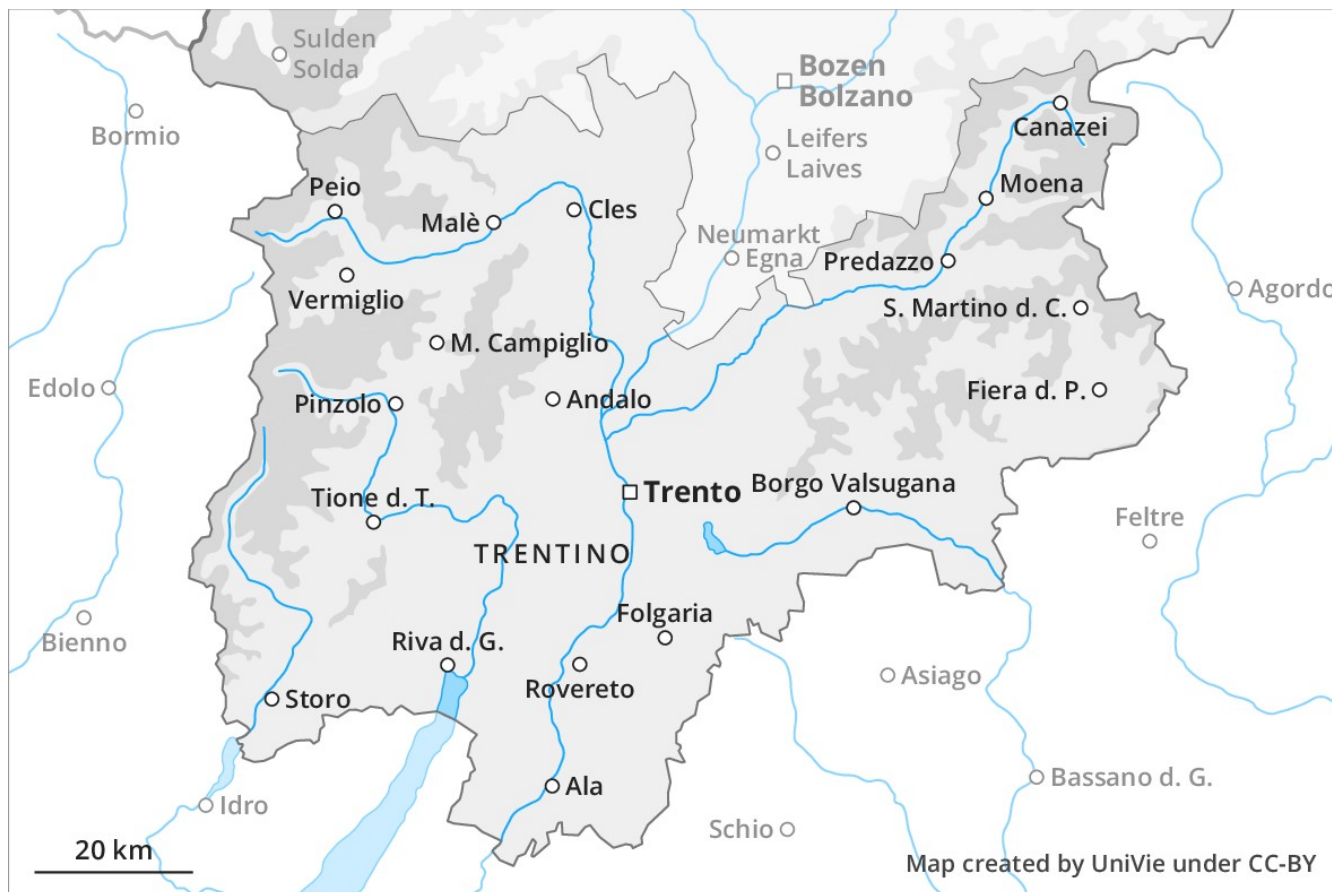 Sulden
Solda
Bozen
Bolzano
Bormio
Canazei
Leifers
Laives
Peio
Moena
Malè
Cles
Neumarkt
Egna
Predazzo
Vermiglio
Agordo
S. Martino d. C.
M. Campiglio
Edolo
Fiera d. P.
Pinzolo
Andalo
Trento
Borgo Valsugana
Tione d. T.
Feltre
TRENTINO
Folgaria
Bienno
Riva d. G.
Asiago
Rovereto
Storo
Bassano d. G.
Ala
Idro
Schio
20 km
Map created by UniVie under CC-BY